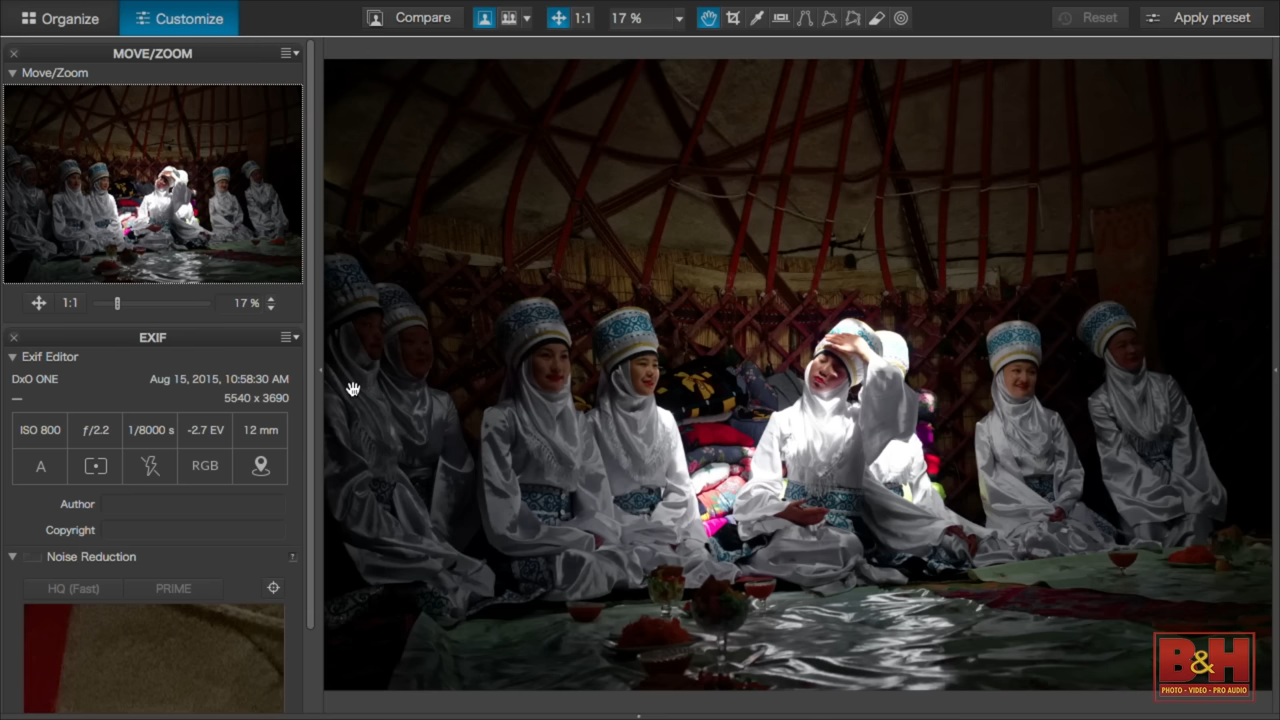 Organize
Customize
Compare
1:1
17 %
Reset
Apply preset
MOVE/ZOOM
Move/Zoom
1:1
17 %
EXIF
Exif Editor
DxO ONE Aug 15, 2015, 10:58:30 AM
— 5540 x 3690
ISO 800 ƒ/2.2 1/8000 s -2.7 EV 12 mm
A RGB
Author
Copyright
Noise Reduction ?
HQ (Fast) PRIME
B&H
PHOTO - VIDEO - PRO AUDIO